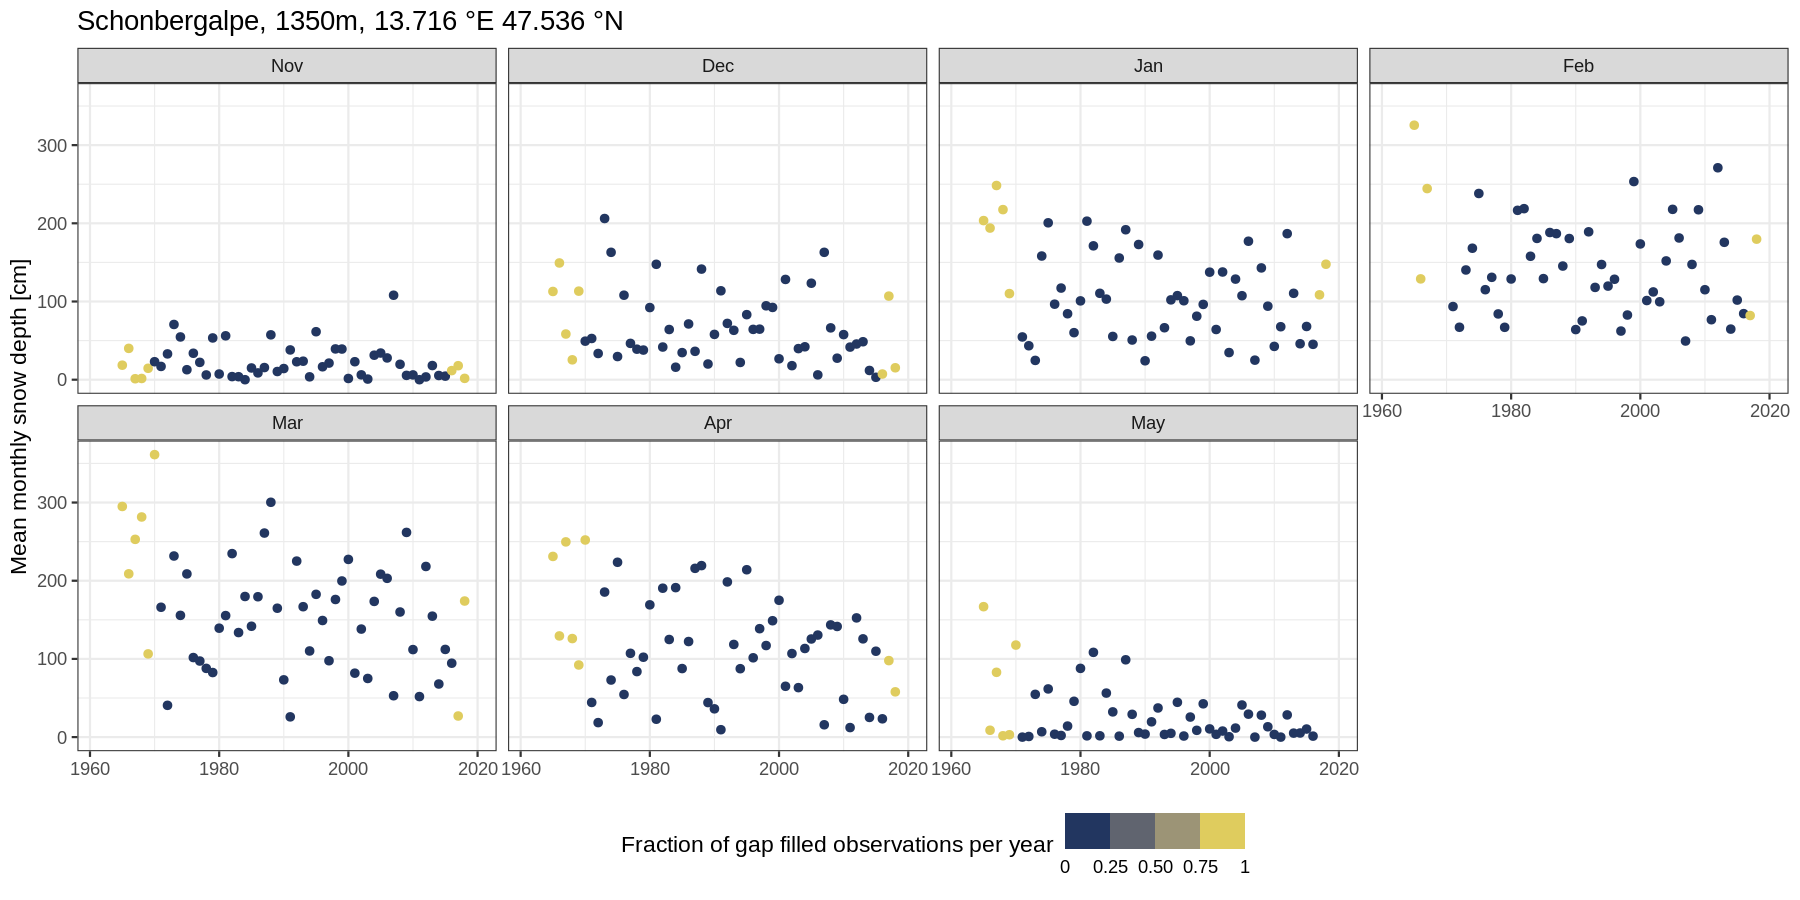 Schonbergalpe, 1350m, 13.716 °E 47.536 °N
Nov
Dec
Jan
Feb
Mean monthly snow depth [cm]
300
200
100
0
1960 1980 2000 2020
Mar
Apr
May
300
200
100
0
1960 1980 2000 2020
1960 1980 2000 2020
1960 1980 2000 2020
Fraction of gap filled observations per year
0 0.25 0.50 0.75 1